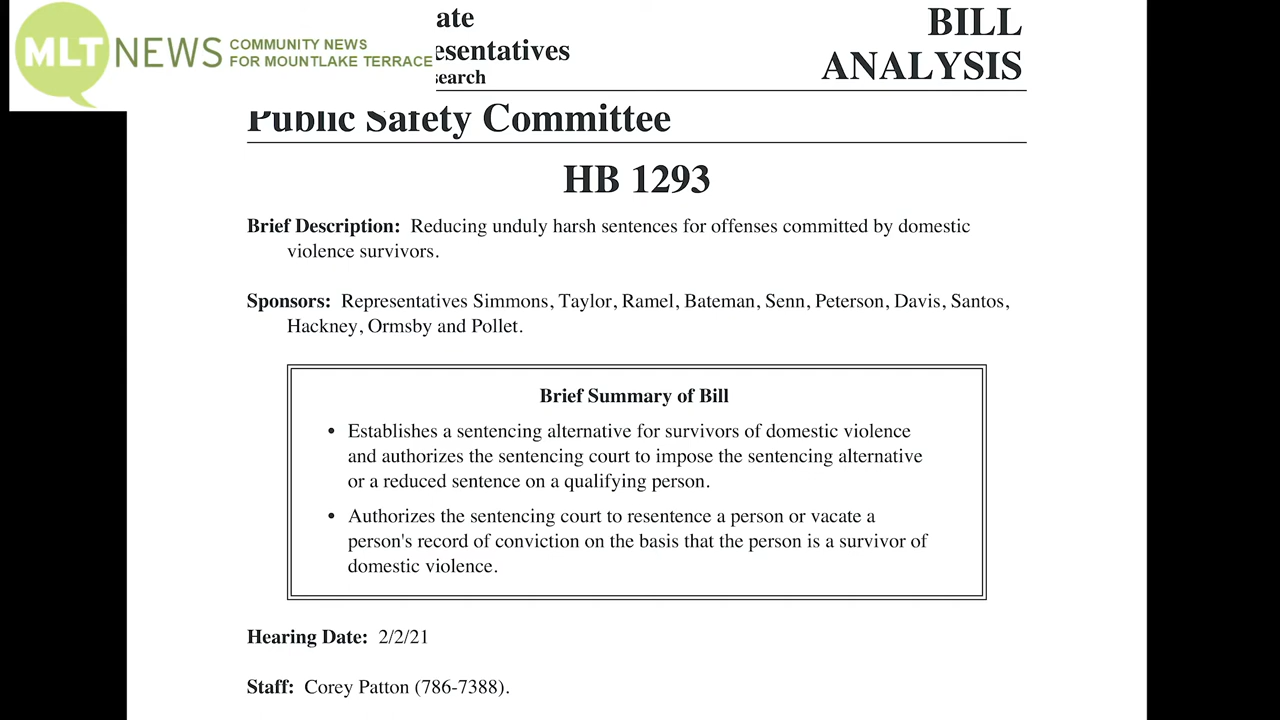 MLTNEWS
COMMUNITY NEWS
FOR MOUNTLAKE TERRACE
ate
esentatives
search
BILL
ANALYSIS
Public Safety Committee
HB 1293
Brief Description: Reducing unduly harsh sentences for offenses committed by domestic
violence survivors.
Sponsors: Representatives Simmons, Taylor, Ramel, Bateman, Senn, Peterson, Davis, Santos,
Hackney, Ormsby and Pollet.
Brief Summary of Bill
• Establishes a sentencing alternative for survivors of domestic violence
and authorizes the sentencing court to impose the sentencing alternative
or a reduced sentence on a qualifying person.
• Authorizes the sentencing court to resentence a person or vacate a
person's record of conviction on the basis that the person is a survivor of
domestic violence.
Hearing Date: 2/2/21
Staff: Corey Patton (786-7388).